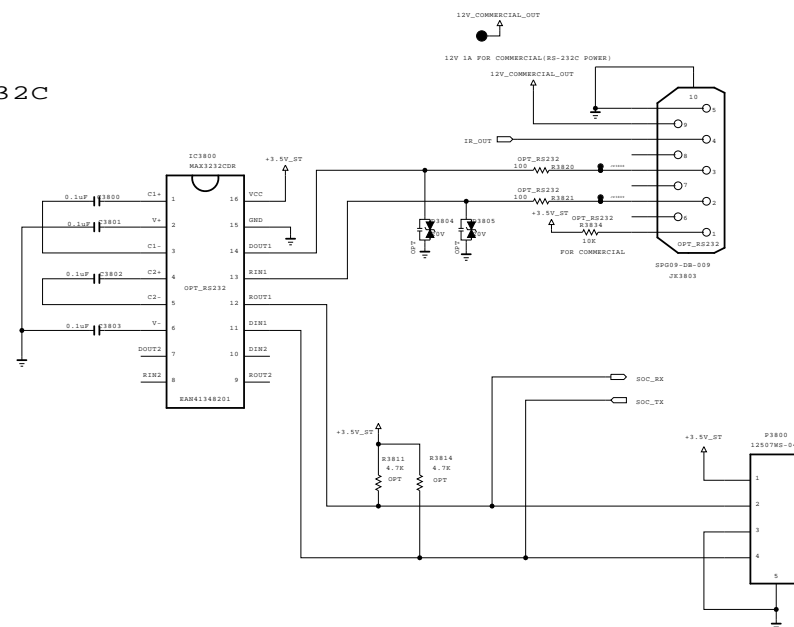 12V_COMMERCIAL_OUT
12V 1A FOR COMMERCIAL(RS-232C POWER)
12V_COMMERCIAL_OUT
32C
10
5
9
IR_OUT
4
8
IC3800
MAX3232CDR
+3.5V_ST
OPT_RS232
100 R3820
3
7
0.1uF C3800
C1+ 1
16 VCC
OPT_RS232
100 R3821
2
0.1uF C3801
V+ 2
15 GND
+3.5V_ST
OPT_RS232
R3834
6
10K
1
OPT_RS232
FOR COMMERCIAL
SPG09-DB-009
JK3803
OPT
OPT
C1- 3
14 DOUT1
0.1uF C3802
C2+ 4
13 RIN1
OPT_RS232
C2- 5
12 ROUT1
0.1uF C3803
V- 6
11 DIN1
DOUT2 7
10 DIN2
RIN2 8
9 ROUT2
EAN41348201
SOC_RX
SOC_TX
+3.5V_ST
R3811
4.7K
OPT
R3814
4.7K
OPT
+3.5V_ST
P3800
1
2
3
4
5